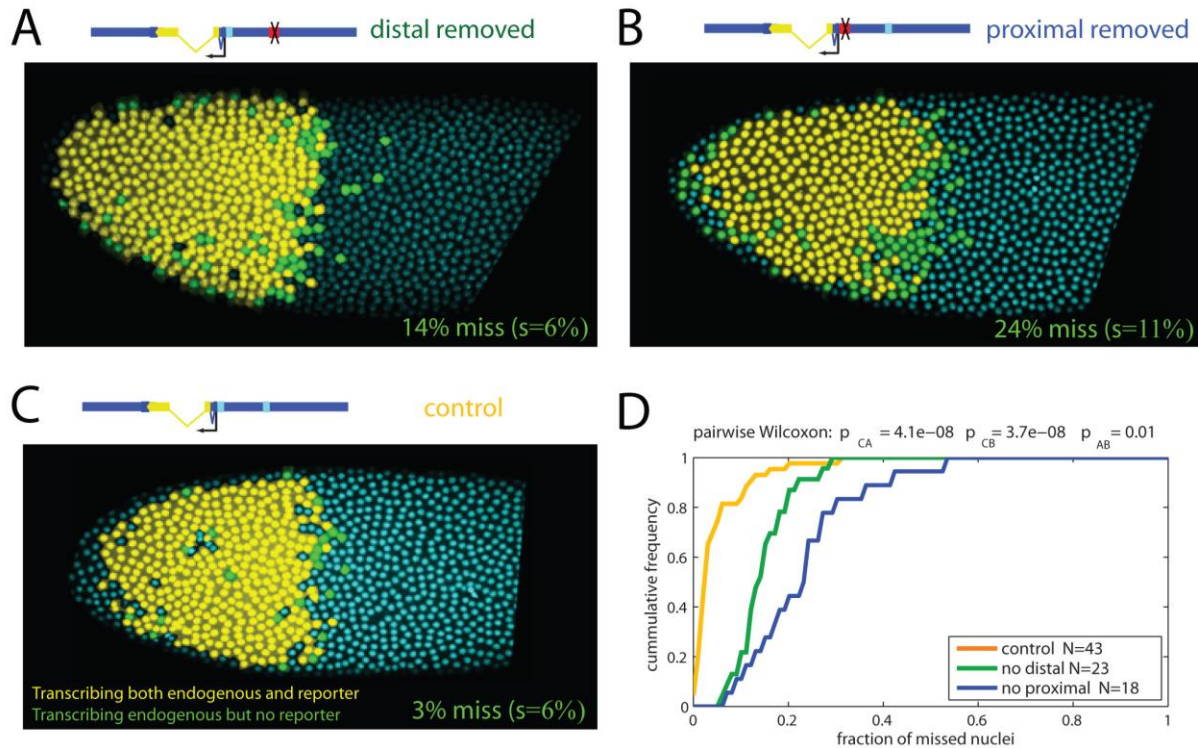 A
distal removed
14% miss (s=6%)
B
proximal removed
24% miss (s=11%)
C
control
Transcribing both endogenous and reporter
Transcribing endogenous but no reporter
3% miss (s=6%)
D
pairwise Wilcoxon: p CA = 4.1e−08 p CB = 3.7e−08 p AB = 0.01
cummulative frequency
1
0.8
0.6
0.4
0.2
0
control N=43
no distal N=23
no proximal N=18
0 0.2 0.4 0.6 0.8 1
fraction of missed nuclei